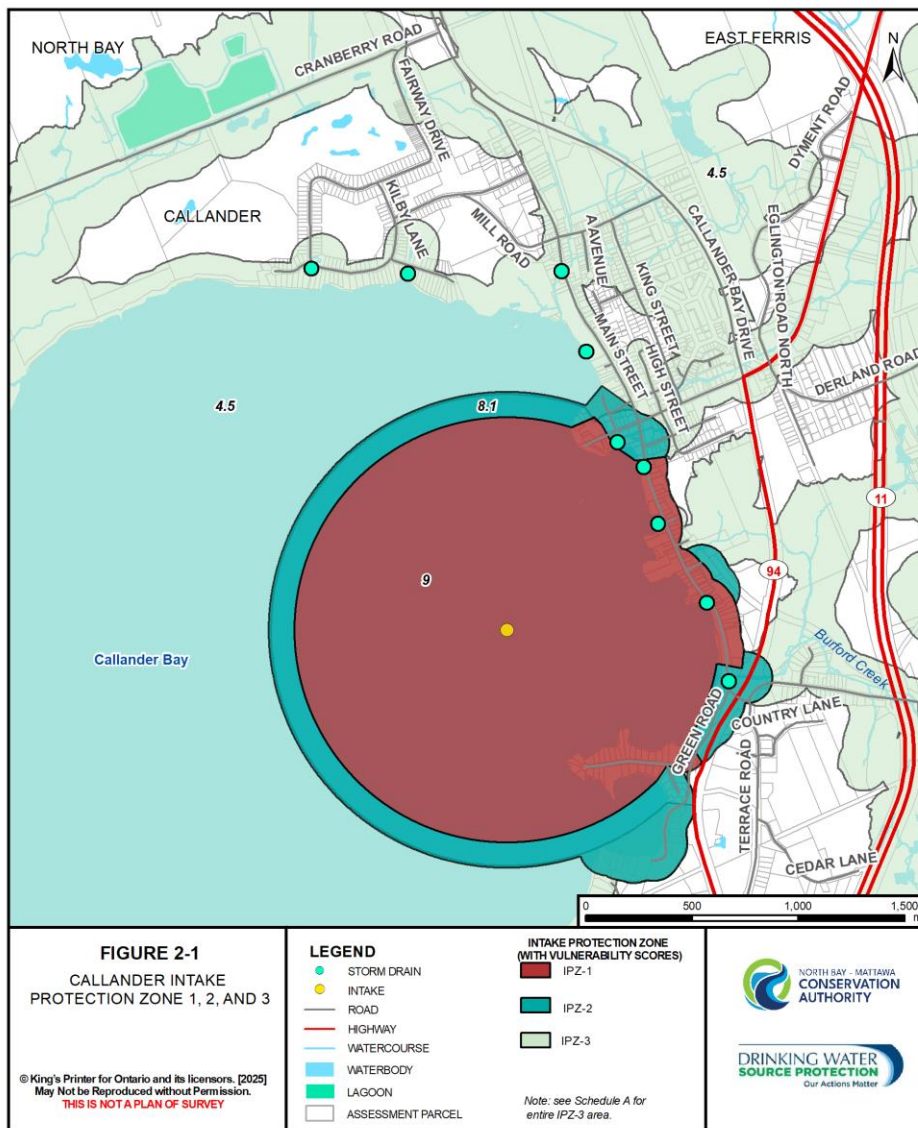 NORTH BAY
EAST FERRIS
N
CRANBERRY ROAD
FAIRWAY DRIVE
DYMENT ROAD
4.5
CALLANDER
KILBY LANE
MILL ROAD
A AVENUE
KING STREET
CALLANDER BAY DRIVE
EGLINGTON ROAD NORTH
MAIN STREET
HIGH STREET
DERLAND ROAD
4.5
8.1
11
94
9
Callander Bay
Burford Creek
GREEN ROAD
COUNTRY LANE
TERRACE ROAD
CEDAR LANE
0 500 1,000 1,500
m
FIGURE 2-1
CALLANDER INTAKE
PROTECTION ZONE 1, 2, AND 3
© King's Printer for Ontario and its licensors. [2025]
May Not be Reproduced without Permission.
THIS IS NOT A PLAN OF SURVEY
LEGEND
STORM DRAIN
INTAKE
ROAD
HIGHWAY
WATERCOURSE
WATERBODY
LAGOON
ASSESSMENT PARCEL
INTAKE PROTECTION ZONE
(WITH VULNERABILITY SCORES)
IPZ-1
IPZ-2
IPZ-3
Note: see Schedule A for
entire IPZ-3 area.
NORTH BAY - MATTAWA
CONSERVATION
AUTHORITY
DRINKING WATER
SOURCE PROTECTION
Our Actions Matter